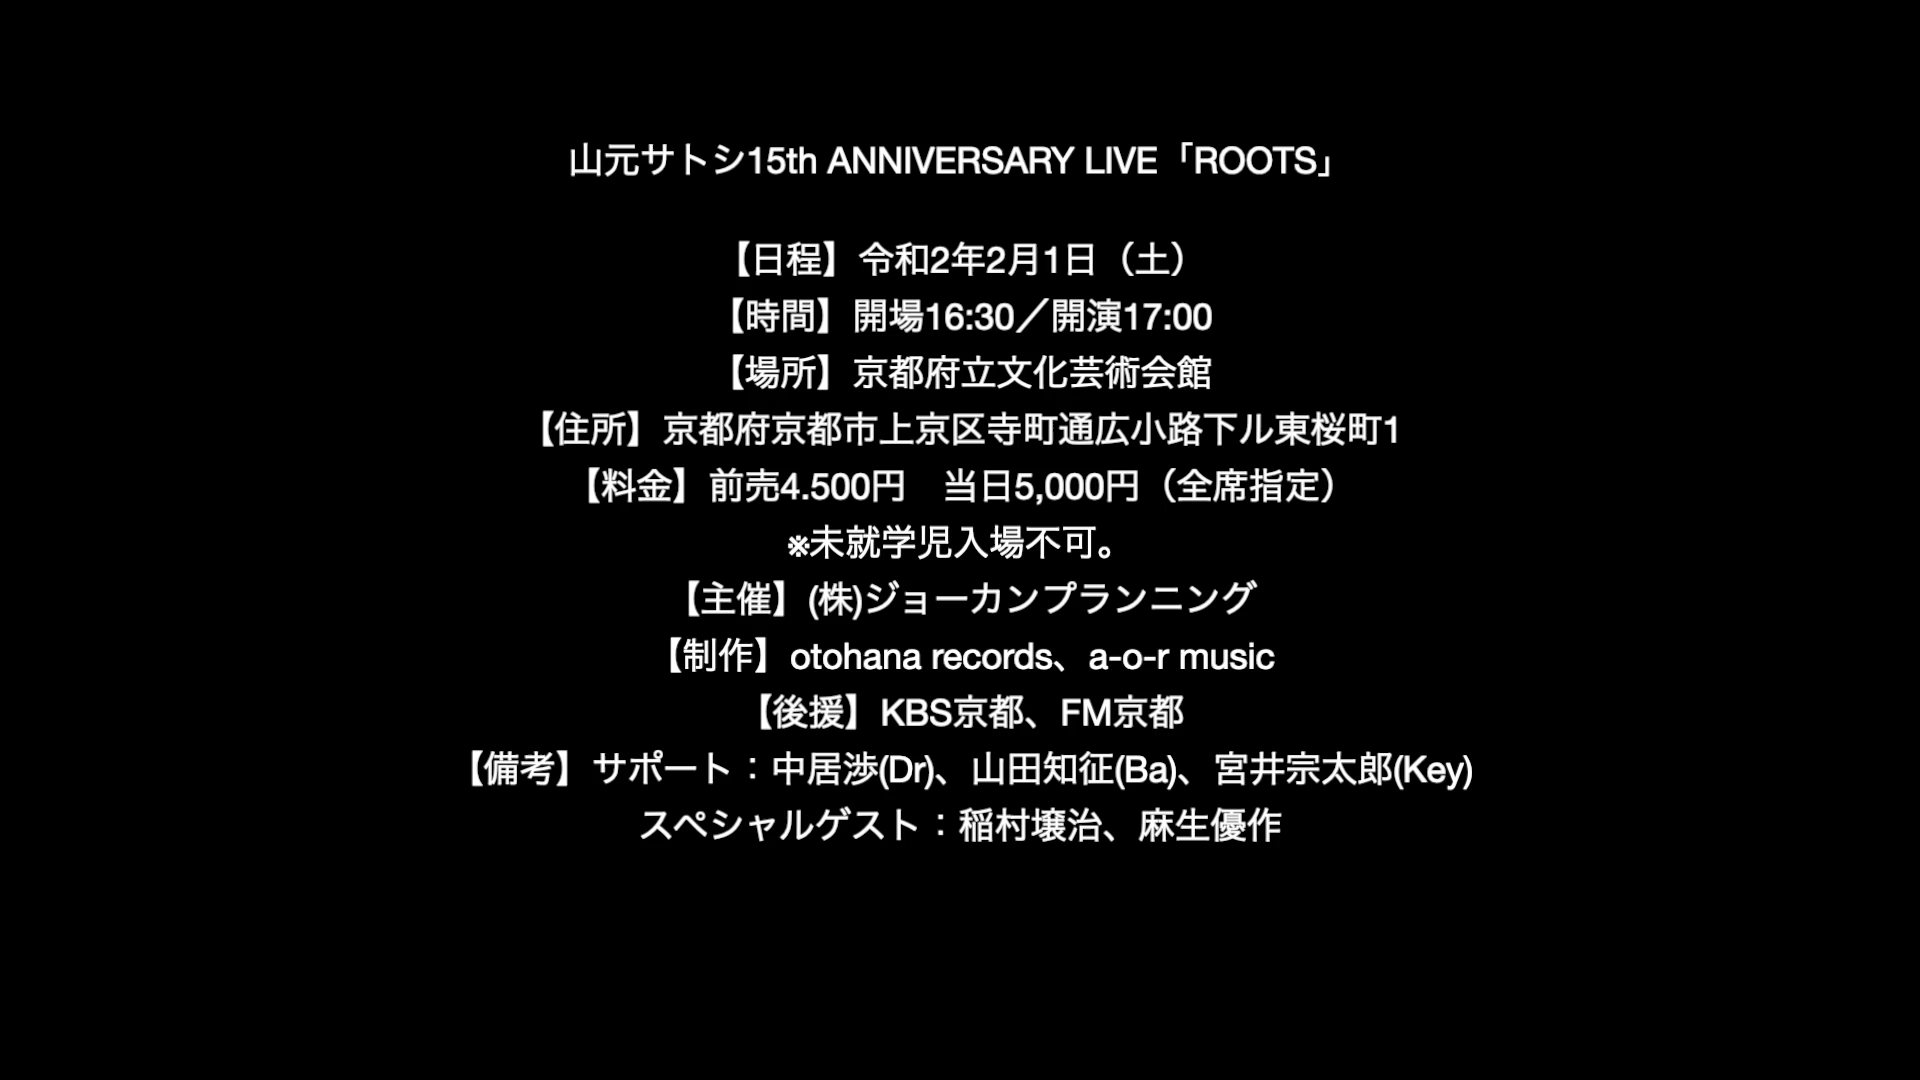 山元サトシ15th ANNIVERSARY LIVE「ROOTS」
【日程】令和2年2月1日（土）
【時間】開場16:30／開演17:00
【場所】京都府立文化芸術会館
【住所】京都府京都市上京区寺町通広小路下ル東桜町1
【料金】前売4.500円　当日5,000円（全席指定）
※未就学児入場不可。
【主催】(株)ジョーカンプランニング
【制作】otohana records、a-o-r music
【後援】KBS京都、FM京都
【備考】サポート：中居渉(Dr)、山田知征(Ba)、宮井宗太郎(Key)
スペシャルゲスト：稲村壌治、麻生優作